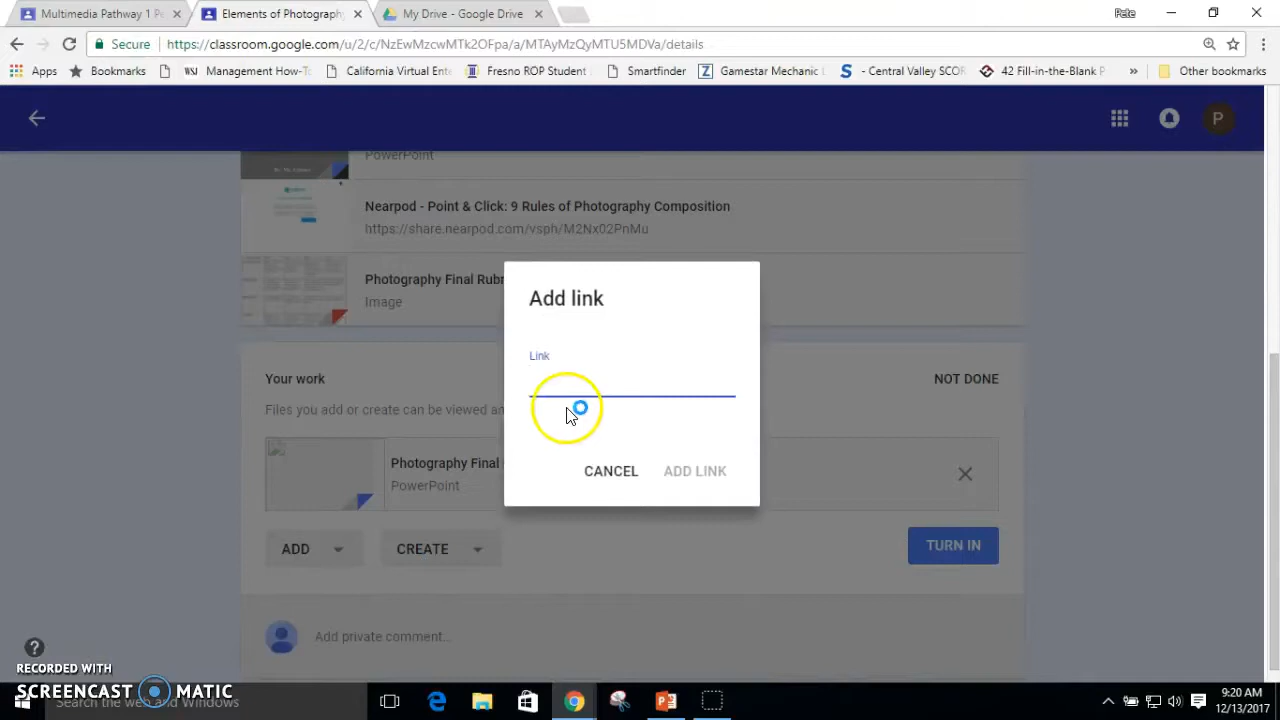 Multimedia Pathway 1 P
Elements of Photography
My Drive - Google Drive
Pete
Secure
https://classroom.google.com/u/2/c/NzEwMzcwMTk2OFpa/a/MTAyMzQyMTU5MDVa/details
Apps
Bookmarks
Management How-T
California Virtual Ente
Fresno ROP Student
Smartfinder
Gamestar Mechanic
- Central Valley SCOR
42 Fill-in-the-Blank P
»
Other bookmarks
P
PowerPoint
Nearpod - Point & Click: 9 Rules of Photography Composition
https://share.nearpod.com/vsph/M2Nx02PnMu
Photography Final Rubr
Image
Add link
Link
CANCEL
ADD LINK
Your work
NOT DONE
Files you add or create can be viewed an
Photography Final
PowerPoint
ADD
CREATE
TURN IN
Add private comment...
RECORDED WITH
SCREENCAST MATIC
Search the web and Windows
9:20 AM
12/13/2017